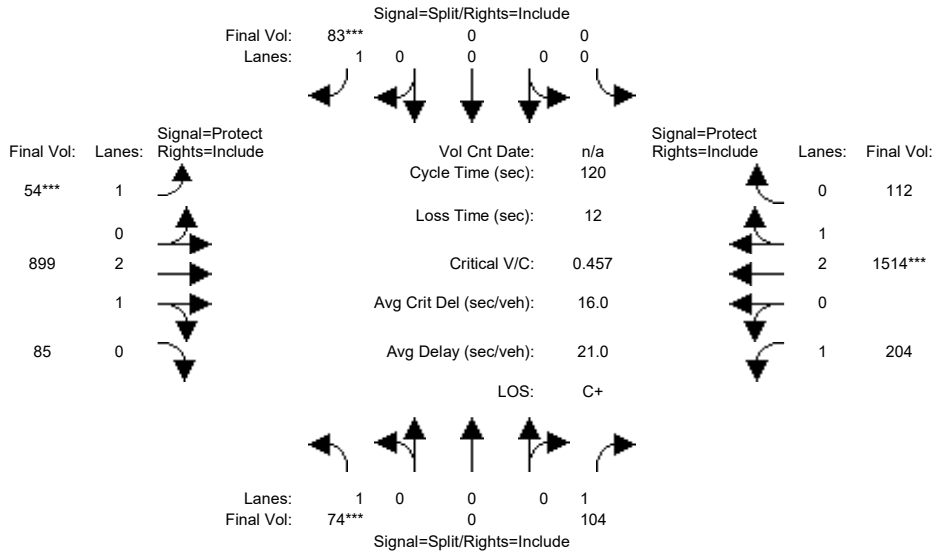 Signal=Split/Rights=Include
Final Vol: 83*** 0 0
Lanes: 1 0 0 0 0
Signal=Protect
Final Vol: Lanes: Rights=Include Vol Cnt Date: n/a
Signal=Protect
Rights=Include Lanes: Final Vol:
Cycle Time (sec): 120
54*** 1 0 112
Loss Time (sec): 12
0 1
899 2 Critical V/C: 0.457 2 1514***
1 Avg Crit Del (sec/veh): 16.0 0
85 0 Avg Delay (sec/veh): 21.0 1 204
LOS: C+
Lanes: 1 0 0 0 1
Final Vol: 74*** 0 104
Signal=Split/Rights=Include